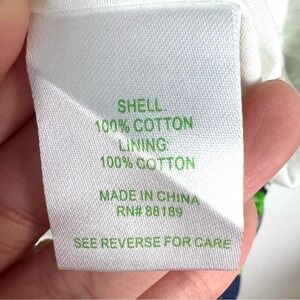 SHELL:
100% COTTON
LINING:
100% COTTON
MADE IN CHINA
RN# 88189
SEE REVERSE FOR CARE